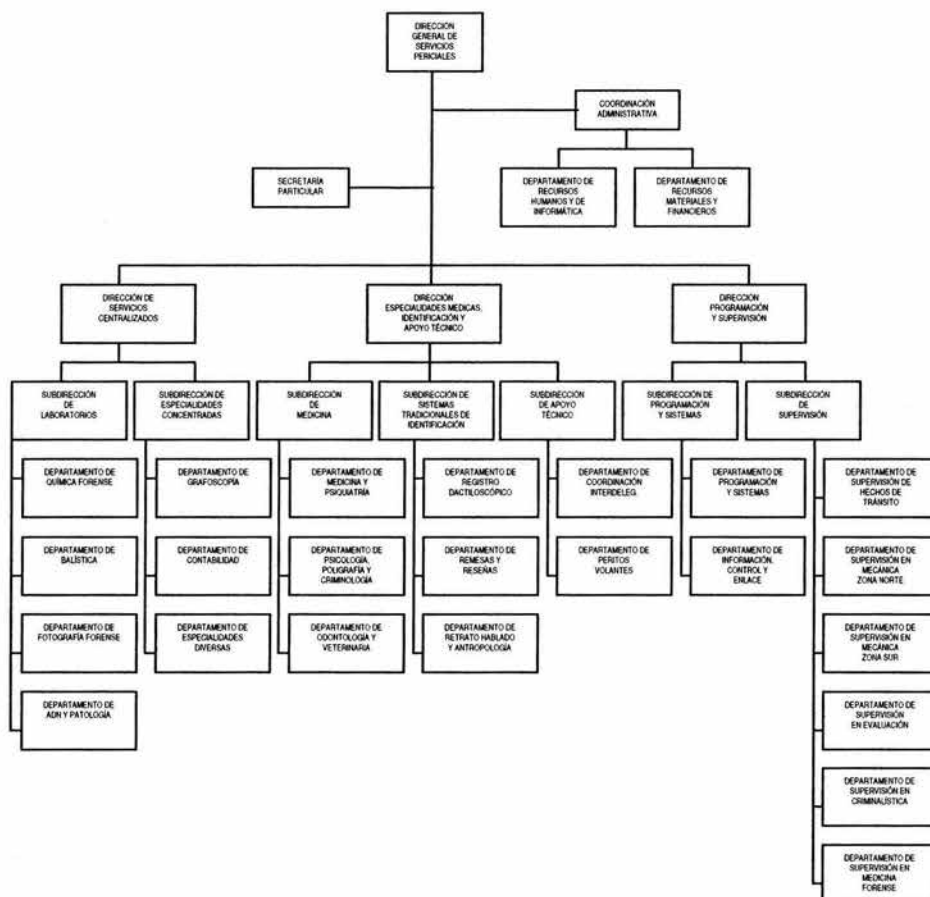 DIRECCIÓN
GENERAL DE
SERVICIOS
PERICIALES
COORDINACIÓN
ADMINISTRATIVA
SECRETARÍA
PARTICULAR
DEPARTAMENTO DE
RECURSOS
HUMANOS Y DE
INFORMÁTICA
DEPARTAMENTO DE
RECURSOS
MATERIALES Y
FINANCIEROS
DIRECCIÓN DE
SERVICIOS
CENTRALIZADOS
DIRECCIÓN
ESPECIALIDADES MEDICAS,
IDENTIFICACIÓN Y
APOYO TÉCNICO
DIRECCIÓN
PROGRAMACIÓN
Y SUPERVISIÓN
SUBDIRECCIÓN
DE
LABORATORIOS
SUBDIRECCIÓN DE
ESPECIALIDADES
CONCENTRADAS
SUBDIRECCIÓN
DE
MEDICINA
SUBDIRECCIÓN DE
SISTEMAS
TRADICIONALES DE
IDENTIFICACIÓN
SUBDIRECCIÓN
DE APOYO
TÉCNICO
SUBDIRECCIÓN DE
PROGRAMACIÓN
Y SISTEMAS
SUBDIRECCIÓN
DE
SUPERVISIÓN
DEPARTAMENTO DE
QUÍMICA FORENSE
DEPARTAMENTO DE
GRAFOSCOPÍA
DEPARTAMENTO DE
MEDICINA Y
PSIQUIATRÍA
DEPARTAMENTO DE
REGISTRO
DACTILOSCÓPICO
DEPARTAMENTO DE
COORDINACIÓN
INTERDELEG.
DEPARTAMENTO DE
PROGRAMACIÓN
Y SISTEMAS
DEPARTAMENTO DE
SUPERVISIÓN DE
HECHOS DE
TRÁNSITO
DEPARTAMENTO DE
BALÍSTICA
DEPARTAMENTO DE
CONTABILIDAD
DEPARTAMENTO DE
PSICOLOGÍA,
POLIGRAFÍA Y
CRIMINOLOGÍA
DEPARTAMENTO DE
REMESAS Y
RESEÑAS
DEPARTAMENTO DE
PERITOS
VOLANTES
DEPARTAMENTO DE
INFORMACIÓN,
CONTROL Y
ENLACE
DEPARTAMENTO DE
SUPERVISIÓN EN
MECÁNICA
ZONA NORTE
DEPARTAMENTO DE
FOTOGRAFÍA FORENSE
DEPARTAMENTO DE
ESPECIALIDADES
DIVERSAS
DEPARTAMENTO DE
ODONTOLOGÍA Y
VETERINARIA
DEPARTAMENTO DE
RETRATO HABLADO
Y ANTROPOLOGÍA
DEPARTAMENTO DE
SUPERVISIÓN EN
MECÁNICA
ZONA SUR
DEPARTAMENTO DE
ADN Y PATOLOGÍA
DEPARTAMENTO DE
SUPERVISIÓN
EN EVALUACIÓN
DEPARTAMENTO DE
SUPERVISIÓN EN
CRIMINALÍSTICA
DEPARTAMENTO DE
SUPERVISIÓN EN
MEDICINA
FORENSE